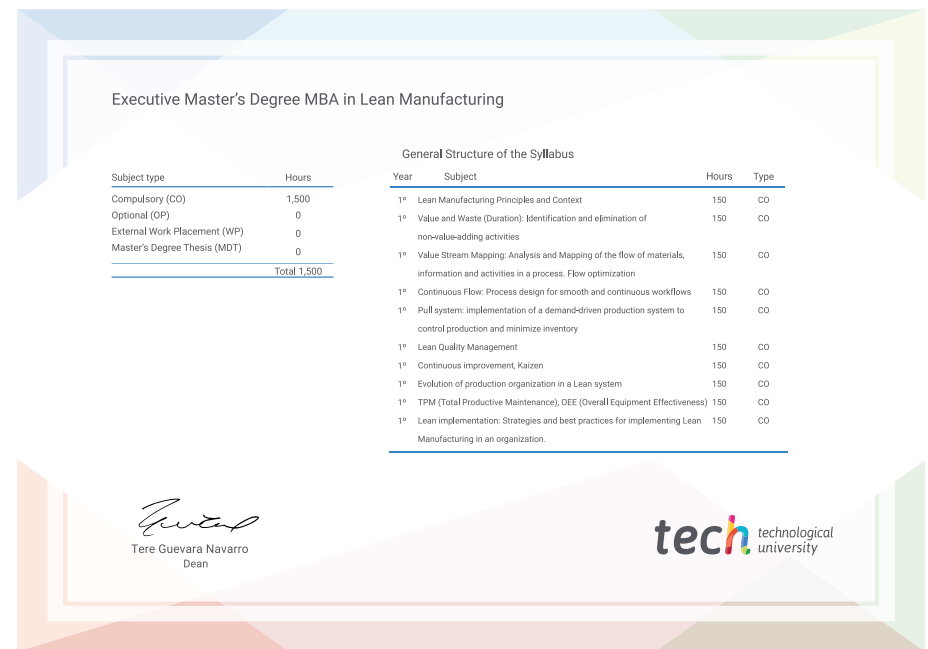 Executive Master's Degree MBA in Lean Manufacturing
Subject type Hours
Compulsory (CO) 1,500
Optional (OP) 0
External Work Placement (WP) 0
Master's Degree Thesis (MDT) 0
Total 1,500
General Structure of the Syllabus
Year Subject Hours Type
1º Lean Manufacturing Principles and Context 150 CO
1º Value and Waste (Duration): Identification and elimination of 150 CO
non-value-adding activities
1º Value Stream Mapping: Analysis and Mapping of the flow of materials, 150 CO
information and activities in a process. Flow optimization
1º Continuous Flow: Process design for smooth and continuous workflows 150 CO
1º Pull system: implementation of a demand-driven production system to 150 CO
control production and minimize inventory
1º Lean Quality Management 150 CO
1º Continuous improvement, Kaizen 150 CO
1º Evolution of production organization in a Lean system 150 CO
1º TPM (Total Productive Maintenance), OEE (Overall Equipment Effectiveness) 150 CO
1º Lean implementation: Strategies and best practices for implementing Lean 150 CO
Manufacturing in an organization.
Tere Guevara Navarro
Dean
tech technological
university